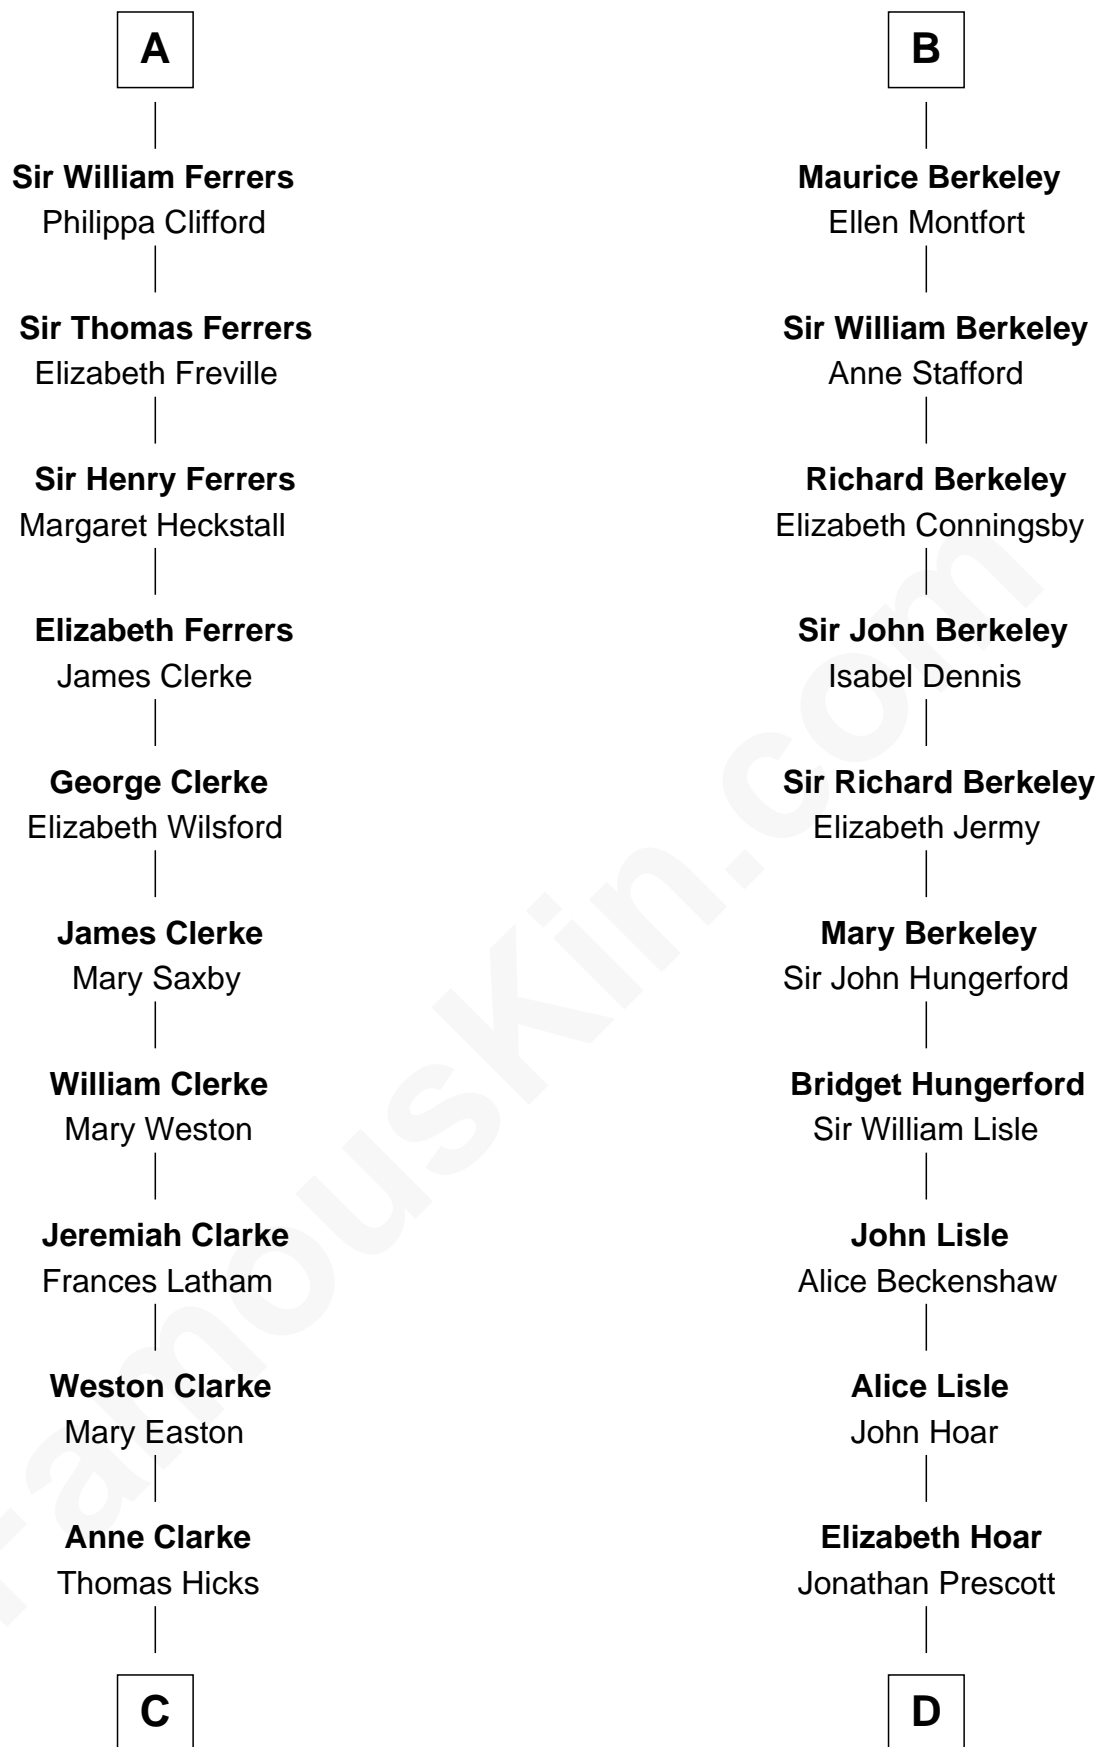 A
Sir William Ferrers
Philippa Clifford
Sir Thomas Ferrers
Elizabeth Freville
Sir Henry Ferrers
Margaret Heckstall
Elizabeth Ferrers
James Clerke
George Clerke
Elizabeth Wilsford
James Clerke
Mary Saxby
William Clerke
Mary Weston
Jeremiah Clarke
Frances Latham
Weston Clarke
Mary Easton
Anne Clarke
Thomas Hicks
C
B
Maurice Berkeley
Ellen Montfort
Sir William Berkeley
Anne Stafford
Richard Berkeley
Elizabeth Conningsby
Sir John Berkeley
Isabel Dennis
Sir Richard Berkeley
Elizabeth Jermy
Mary Berkeley
Sir John Hungerford
Bridget Hungerford
Sir William Lisle
John Lisle
Alice Beckenshaw
Alice Lisle
John Hoar
Elizabeth Hoar
Jonathan Prescott
D
FamousKin.com